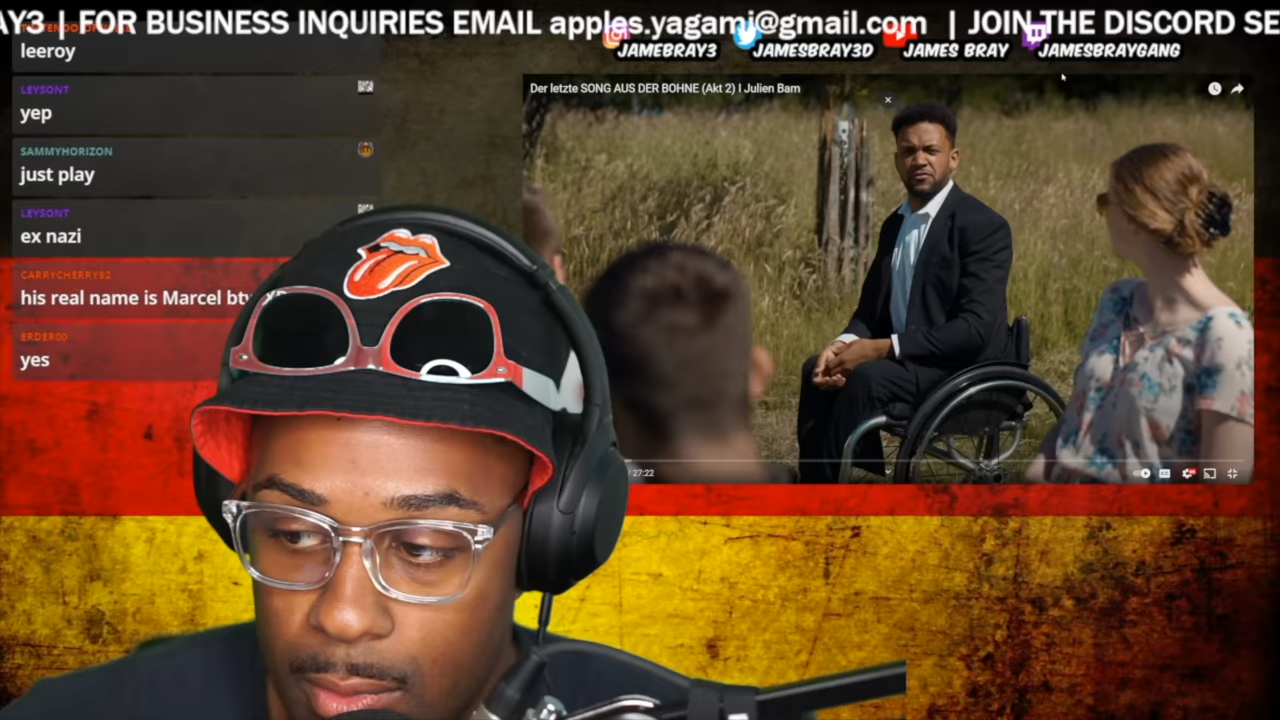 AY3 | FOR BUSINESS INQUIRIES EMAIL apples.yagami@gmail.com | JOIN THE DISCORD SE
JAMEBRAY3 JAMESBRAY3D JAMES BRAY JAMESBRAYGANG
leeroy
LEYSONT
yep
SAMMYHORIZON
just play
LEYSONT
ex nazi
CARRYCHERRY92
his real name is Marcel btw
ERDER00
yes
Der letzte SONG AUS DER BOHNE (Akt 2) I Julien Bam
27:22